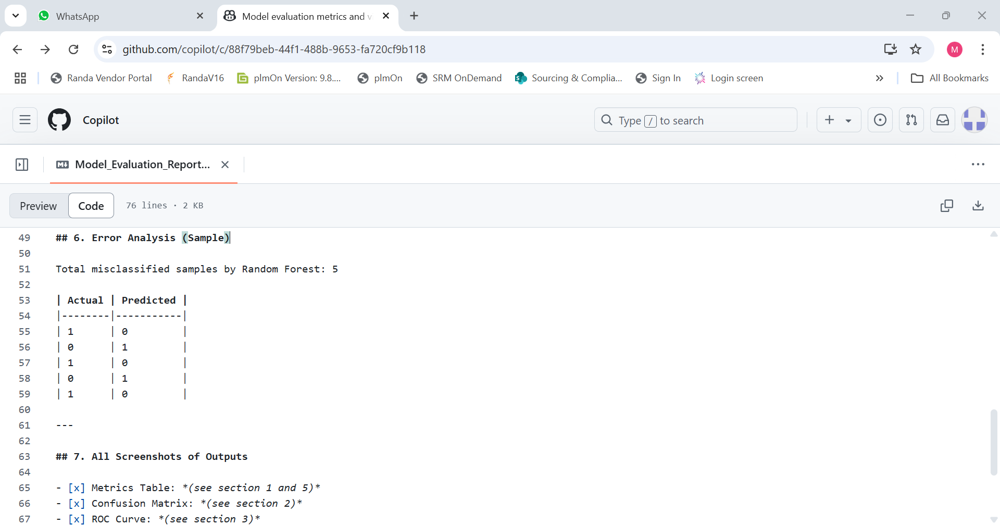 WhatsApp
Model evaluation metrics and v
github.com/copilot/c/88f79beb-44f1-488b-9653-fa720cf9b118
M
Randa Vendor Portal
RandaV16
plmOn Version: 9.8....
plmOn
SRM OnDemand
Sourcing & Complia...
Sign In
Login screen
All Bookmarks
Copilot
Type / to search
Model_Evaluation_Report...
Preview
Code
76 lines · 2 KB
49 ## 6. Error Analysis (Sample)
50
51 Total misclassified samples by Random Forest: 5
52
53 | Actual | Predicted |
54 |--------|-----------|
55 | 1 | 0 |
56 | 0 | 1 |
57 | 1 | 0 |
58 | 0 | 1 |
59 | 1 | 0 |
60
61 ---
62
63 ## 7. All Screenshots of Outputs
64
65 - [x] Metrics Table: *(see section 1 and 5)*
66 - [x] Confusion Matrix: *(see section 2)*
67 - [x] ROC Curve: *(see section 3)*